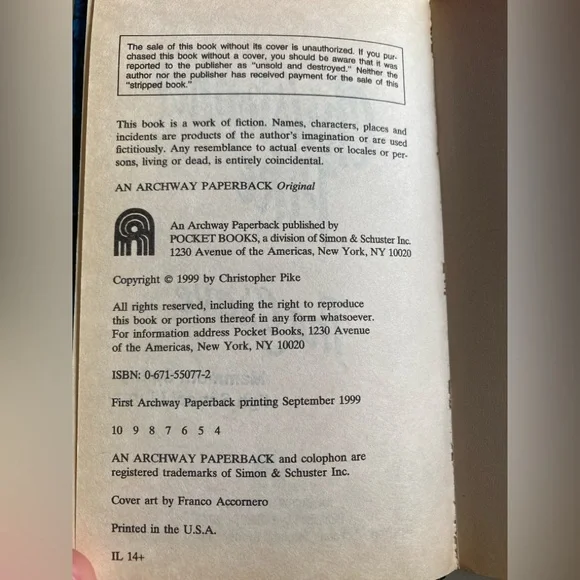 The sale of this book without its cover is unauthorized. If you pur-
chased this book without a cover, you should be aware that it was
reported to the publisher as "unsold and destroyed." Neither the
author nor the publisher has received payment for the sale of this
"stripped book."
This book is a work of fiction. Names, characters, places and
incidents are products of the author's imagination or are used
fictitiously. Any resemblance to actual events or locales or per-
sons, living or dead, is entirely coincidental.
AN ARCHWAY PAPERBACK Original
An Archway Paperback published by
POCKET BOOKS, a division of Simon & Schuster Inc.
1230 Avenue of the Americas, New York, NY 10020
Copyright © 1999 by Christopher Pike
All rights reserved, including the right to reproduce
this book or portions thereof in any form whatsoever.
For information address Pocket Books, 1230 Avenue
of the Americas, New York, NY 10020
ISBN: 0-671-55077-2
First Archway Paperback printing September 1999
10 9 8 7 6 5 4
AN ARCHWAY PAPERBACK and colophon are
registered trademarks of Simon & Schuster Inc.
Cover art by Franco Accornero
Printed in the U.S.A.
IL 14+